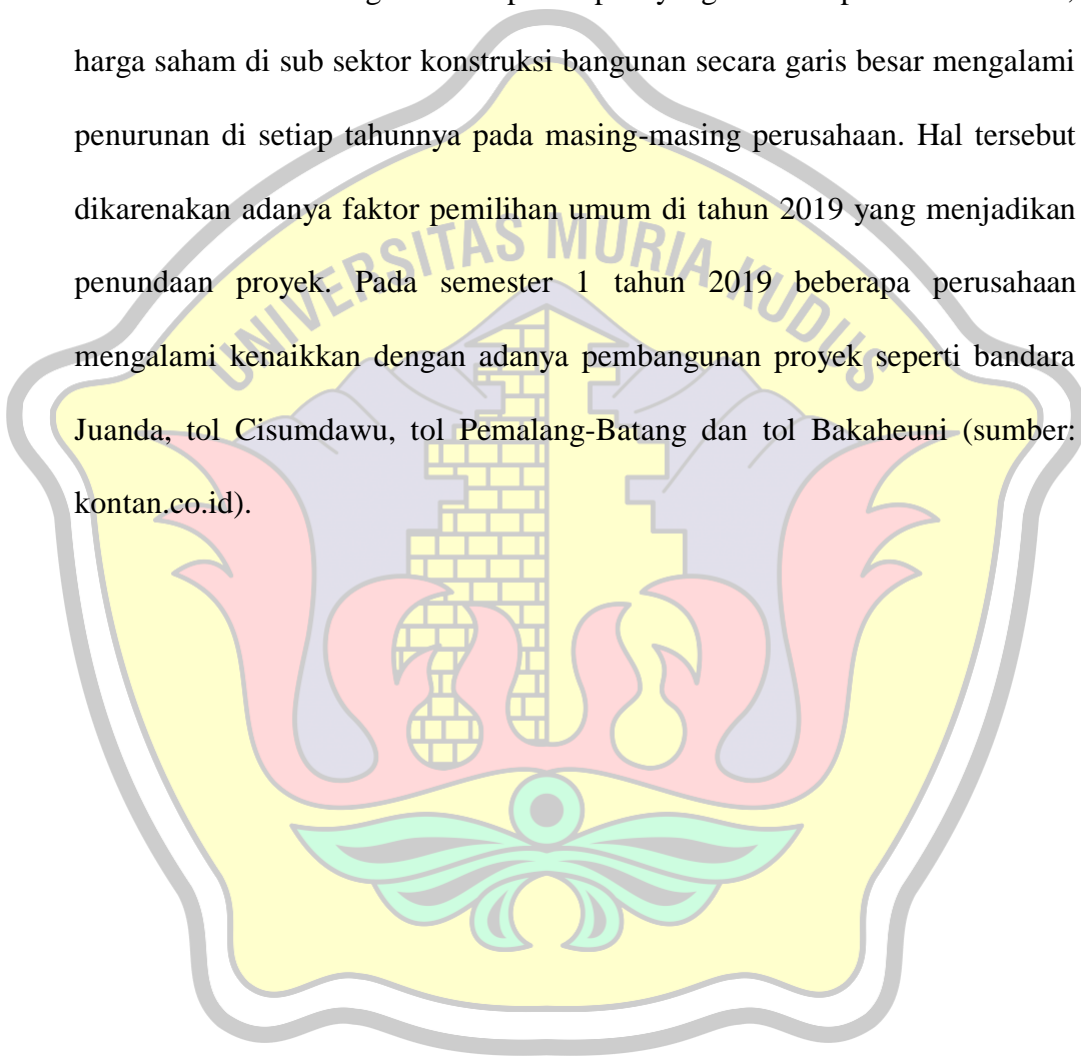 harga saham di sub sektor konstruksi bangunan secara garis besar mengalami
penurunan di setiap tahunnya pada masing-masing perusahaan. Hal tersebut
dikarenakan adanya faktor pemilihan umum di tahun 2019 yang menjadikan
penundaan proyek. Pada semester 1 tahun 2019 beberapa perusahaan
mengalami kenaikkan dengan adanya pembangunan proyek seperti bandara
Juanda, tol Cisumdawu, tol Pemalang-Batang dan tol Bakaheuni (sumber:
kontan.co.id).
UNIVERSITAS MURIA KUDUS